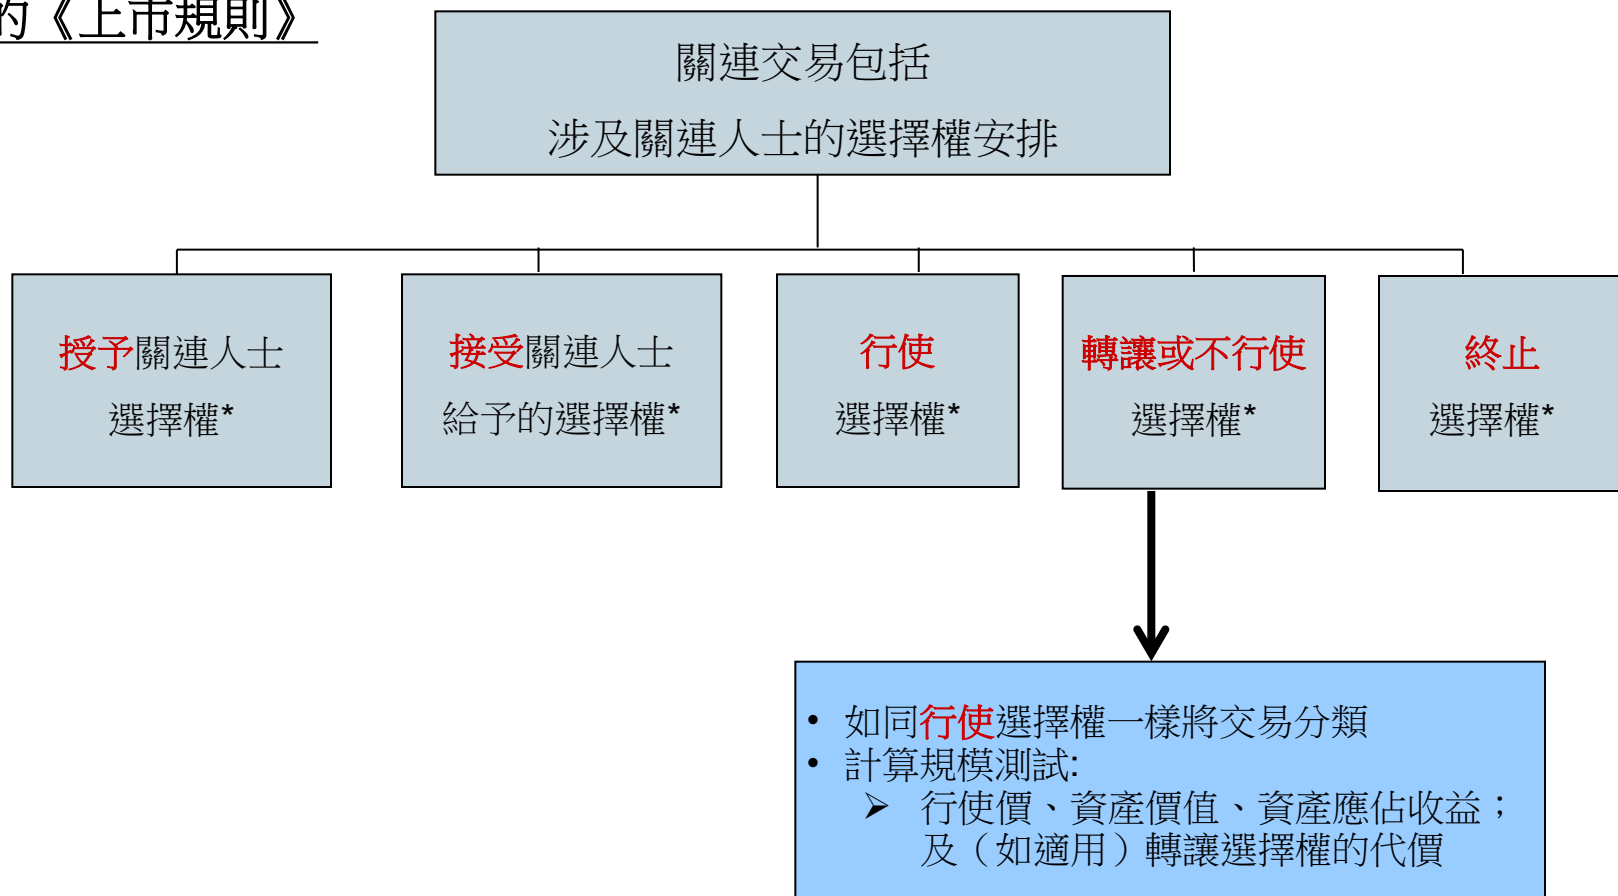 的《上市規則》
關連交易包括
涉及關連人士的選擇權安排
授予關連人士
選擇權*
接受關連人士
給予的選擇權*
行使
選擇權*
轉讓或不行使
選擇權*
終止
選擇權*
• 如同行使選擇權一樣將交易分類
• 計算規模測試:
➢ 行使價、資產價值、資產應佔收益；
及（如適用）轉讓選擇權的代價